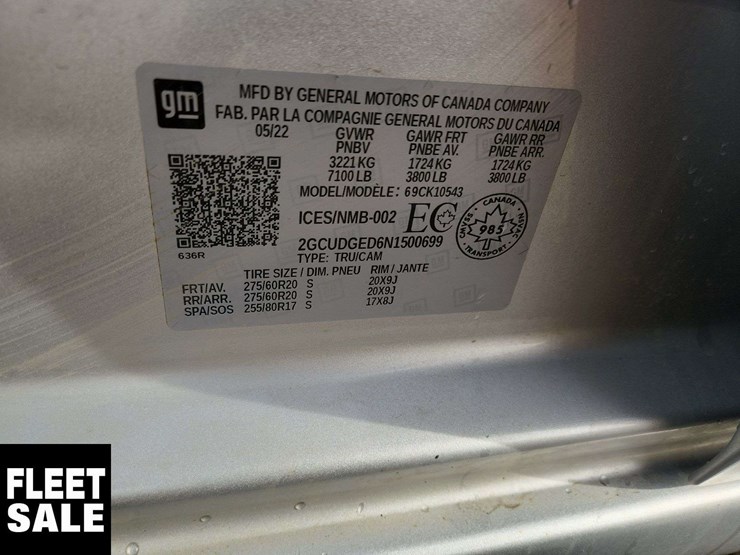 gm
MFD BY GENERAL MOTORS OF CANADA COMPANY
FAB. PAR LA COMPAGNIE GENERAL MOTORS DU CANADA
05/22 GVWR GAWR FRT GAWR RR
PNBV PNBE AV. PNBE ARR.
3221 KG 1724 KG 1724 KG
7100 LB 3800 LB 3800 LB
MODEL/MODÈLE: 69CK10543
ICES/NMB-002 EC
CANADA
985
TRANSPORT
NSVAC
636R
2GCUDGED6N1500699
TYPE: TRU/CAM
TIRE SIZE / DIM. PNEU RIM / JANTE
FRT/AV. 275/60R20 S 20X9J
RR/ARR. 275/60R20 S 20X9J
SPA/SOS 255/80R17 S 17X8J
FLEET
SALE